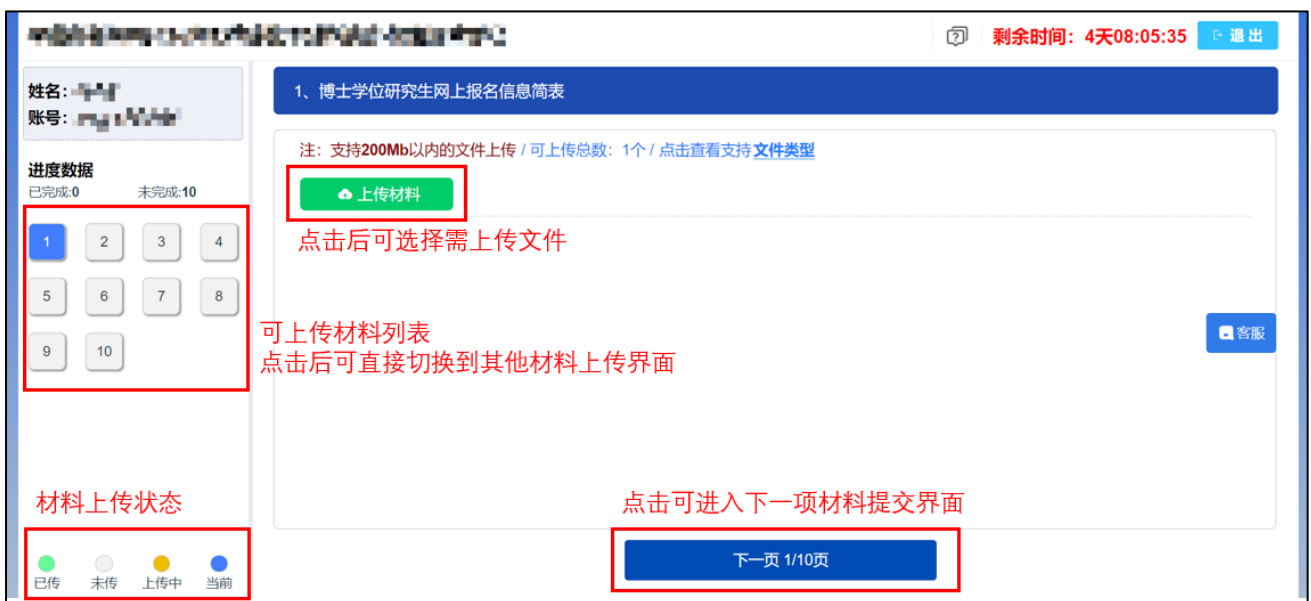 剩余时间：4天08:05:35
退出
姓名：
账号：
1、博士学位研究生网上报名信息简表
注：支持200Mb以内的文件上传 / 可上传总数：1个 / 点击查看支持 文件类型
上传材料
点击后可选择需上传文件
进度数据
已完成:0 未完成:10
1 2 3 4
5 6 7 8
9 10
可上传材料列表
点击后可直接切换到其他材料上传界面
客服
材料上传状态
点击可进入下一项材料提交界面
下一页 1/10页
已传 未传 上传中 当前